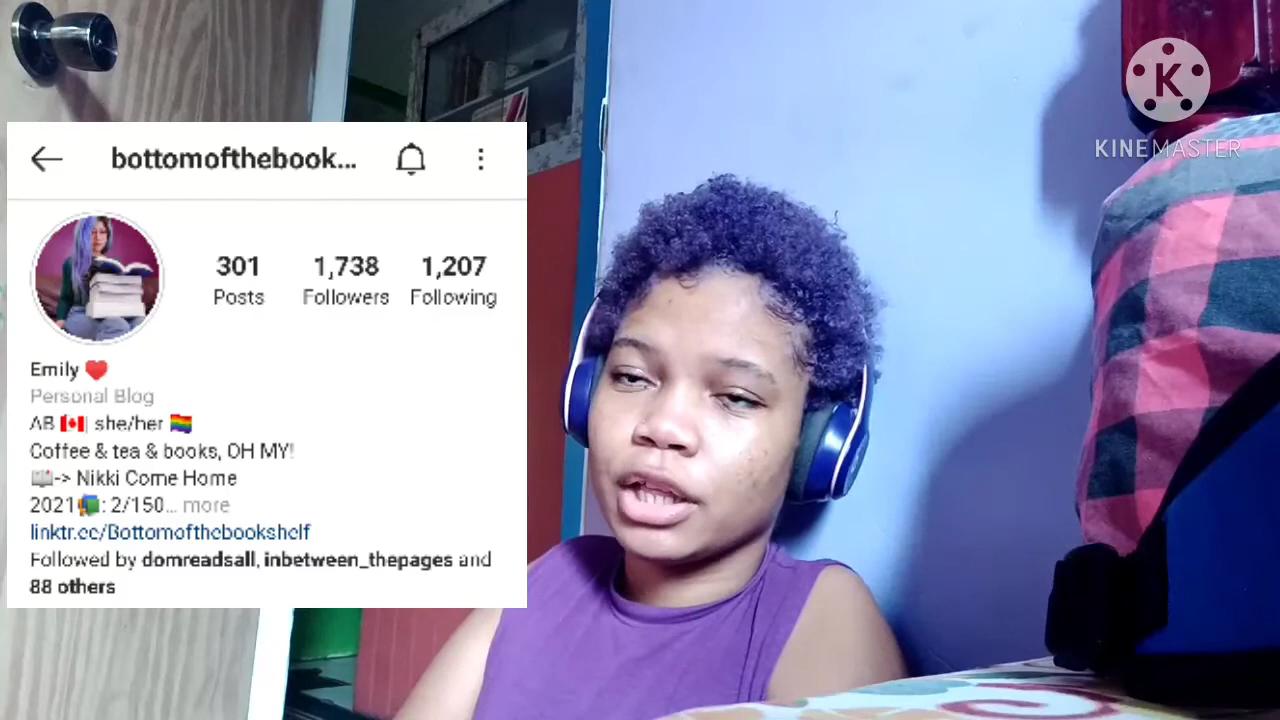 bottomofthebook...
301
1,738
1,207
Posts
Followers
Following
Emily
Personal Blog
AB 🇨🇦| she/her 🏳️‍🌈
Coffee & tea & books, OH MY!
📖-> Nikki Come Home
2021📚: 2/150... more
linktr.ee/Bottomofthebookshelf
Followed by domreadsall, inbetween_thepages and
88 others
K
KINEMASTER